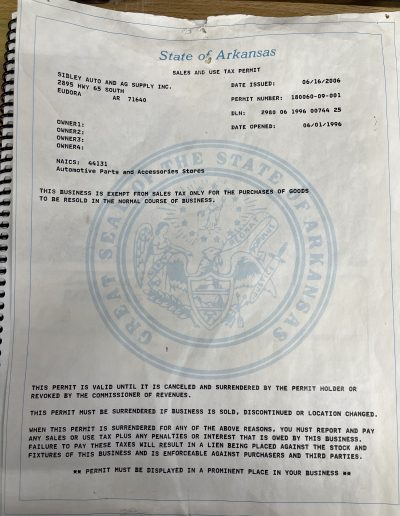 State of Arkansas
SALES AND USE TAX PERMIT
SIBLEY AUTO AND AG SUPPLY INC.
2895 HWY 65 SOUTH
EUDORA AR 71640
DATE ISSUED: 06/16/2006
PERMIT NUMBER: 180060-09-001
DLN: 2980 06 1996 00744 25
DATE OPENED: 06/01/1996
OWNER1:
OWNER2:
OWNER3:
OWNER4:
NAICS: 44131
Automotive Parts and Accessories Stores
THIS BUSINESS IS EXEMPT FROM SALES TAX ONLY FOR THE PURCHASES OF GOODS
TO BE RESOLD IN THE NORMAL COURSE OF BUSINESS.
GREAT SEAL OF THE STATE OF ARKANSAS
THIS PERMIT IS VALID UNTIL IT IS CANCELED AND SURRENDERED BY THE PERMIT HOLDER OR
REVOKED BY THE COMMISSIONER OF REVENUES.
THIS PERMIT MUST BE SURRENDERED IF BUSINESS IS SOLD, DISCONTINUED OR LOCATION CHANGED.
WHEN THIS PERMIT IS SURRENDERED FOR ANY OF THE ABOVE REASONS, YOU MUST REPORT AND PAY
ANY SALES OR USE TAX PLUS ANY PENALTIES OR INTEREST THAT IS OWED BY THIS BUSINESS.
FAILURE TO PAY THESE TAXES WILL RESULT IN A LIEN BEING PLACED AGAINST THE STOCK AND
FIXTURES OF THIS BUSINESS AND IS ENFORCEABLE AGAINST PURCHASERS AND THIRD PARTIES.
** PERMIT MUST BE DISPLAYED IN A PROMINENT PLACE IN YOUR BUSINESS **